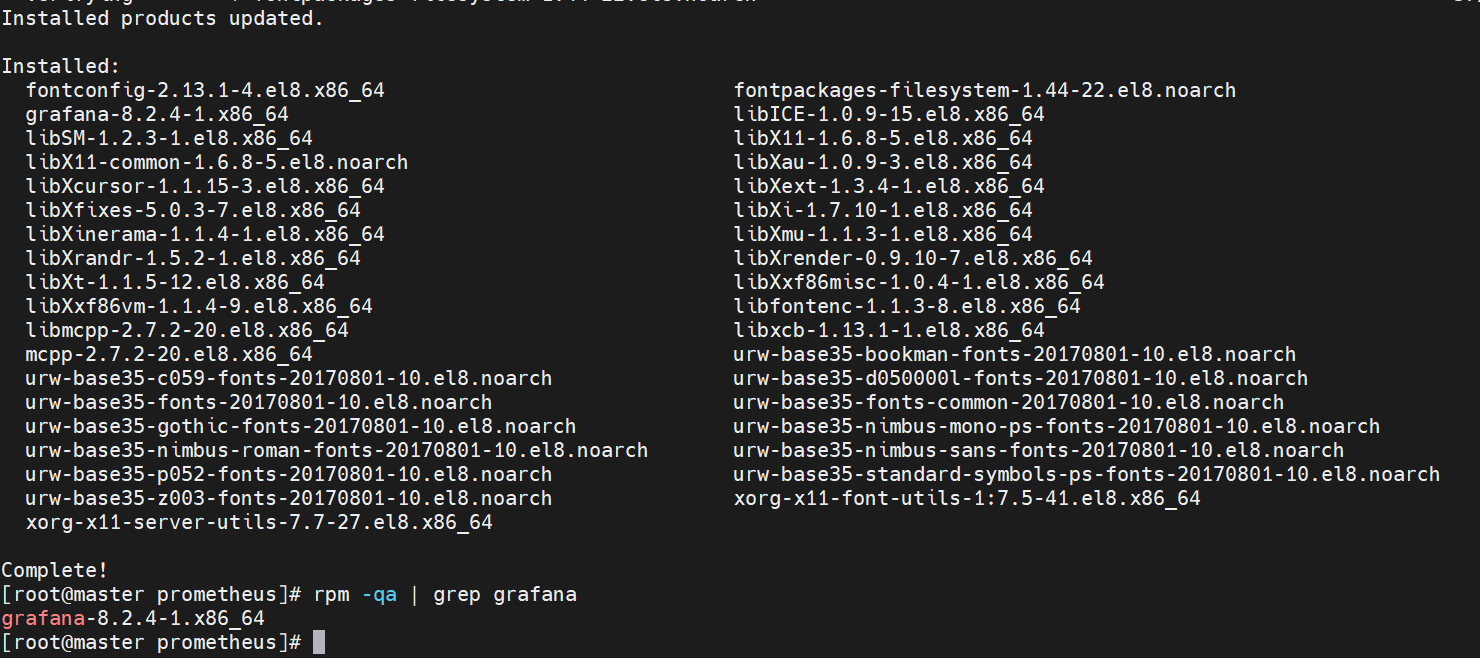 Installed products updated.
Installed:
fontconfig-2.13.1-4.el8.x86_64 fontpackages-filesystem-1.44-22.el8.noarch
grafana-8.2.4-1.x86_64 libICE-1.0.9-15.el8.x86_64
libSM-1.2.3-1.el8.x86_64 libX11-1.6.8-5.el8.x86_64
libX11-common-1.6.8-5.el8.noarch libXau-1.0.9-3.el8.x86_64
libXcursor-1.1.15-3.el8.x86_64 libXext-1.3.4-1.el8.x86_64
libXfixes-5.0.3-7.el8.x86_64 libXi-1.7.10-1.el8.x86_64
libXinerama-1.1.4-1.el8.x86_64 libXmu-1.1.3-1.el8.x86_64
libXrandr-1.5.2-1.el8.x86_64 libXrender-0.9.10-7.el8.x86_64
libXt-1.1.5-12.el8.x86_64 libXxf86misc-1.0.4-1.el8.x86_64
libXxf86vm-1.1.4-9.el8.x86_64 libfontenc-1.1.3-8.el8.x86_64
libmcpp-2.7.2-20.el8.x86_64 libxcb-1.13.1-1.el8.x86_64
mcpp-2.7.2-20.el8.x86_64 urw-base35-bookman-fonts-20170801-10.el8.noarch
urw-base35-c059-fonts-20170801-10.el8.noarch urw-base35-d050000l-fonts-20170801-10.el8.noarch
urw-base35-fonts-20170801-10.el8.noarch urw-base35-fonts-common-20170801-10.el8.noarch
urw-base35-gothic-fonts-20170801-10.el8.noarch urw-base35-nimbus-mono-ps-fonts-20170801-10.el8.noarch
urw-base35-nimbus-roman-fonts-20170801-10.el8.noarch urw-base35-nimbus-sans-fonts-20170801-10.el8.noarch
urw-base35-p052-fonts-20170801-10.el8.noarch urw-base35-standard-symbols-ps-fonts-20170801-10.el8.noarch
urw-base35-z003-fonts-20170801-10.el8.noarch xorg-x11-font-utils-1:7.5-41.el8.x86_64
xorg-x11-server-utils-7.7-27.el8.x86_64
Complete!
[root@master prometheus]# rpm -qa | grep grafana
grafana-8.2.4-1.x86_64
[root@master prometheus]#